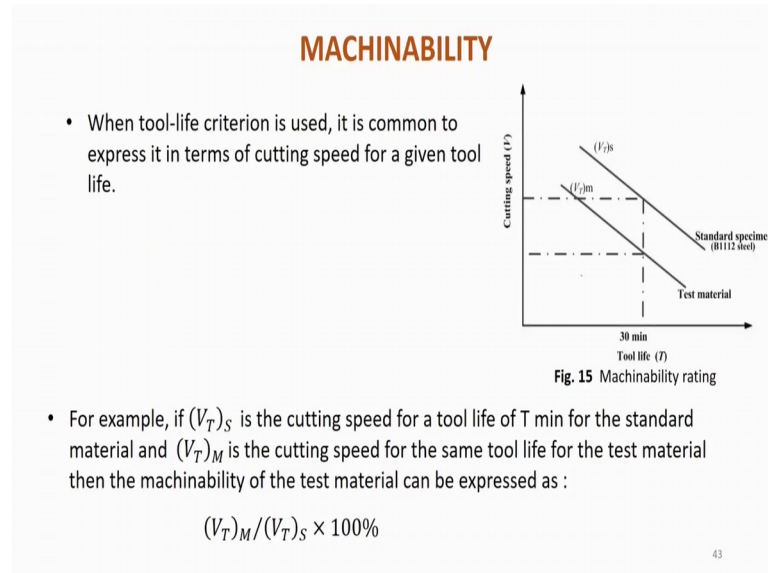 MACHINABILITY
• When tool-life criterion is used, it is common to
express it in terms of cutting speed for a given tool
life.
Cutting speed (V)
(V_T)s
(V_T)m
Standard specime
(B1112 steel)
Test material
30 min
Tool life (T)
Fig. 15 Machinability rating
• For example, if (V_T)_S is the cutting speed for a tool life of T min for the standard
material and (V_T)_M is the cutting speed for the same tool life for the test material
then the machinability of the test material can be expressed as :
(V_T)_M/(V_T)_S × 100%
43